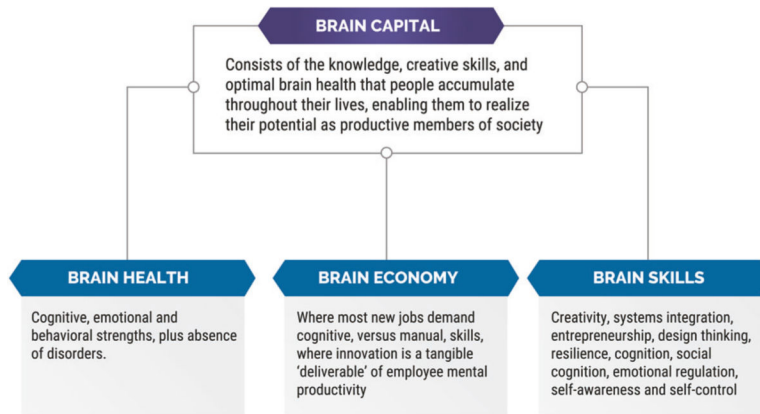 BRAIN CAPITAL
Consists of the knowledge, creative skills, and
optimal brain health that people accumulate
throughout their lives, enabling them to realize
their potential as productive members of society
BRAIN HEALTH
Cognitive, emotional and
behavioral strengths, plus absence
of disorders.
BRAIN ECONOMY
Where most new jobs demand
cognitive, versus manual, skills,
where innovation is a tangible
‘deliverable’ of employee mental
productivity
BRAIN SKILLS
Creativity, systems integration,
entrepreneurship, design thinking,
resilience, cognition, social
cognition, emotional regulation,
self-awareness and self-control